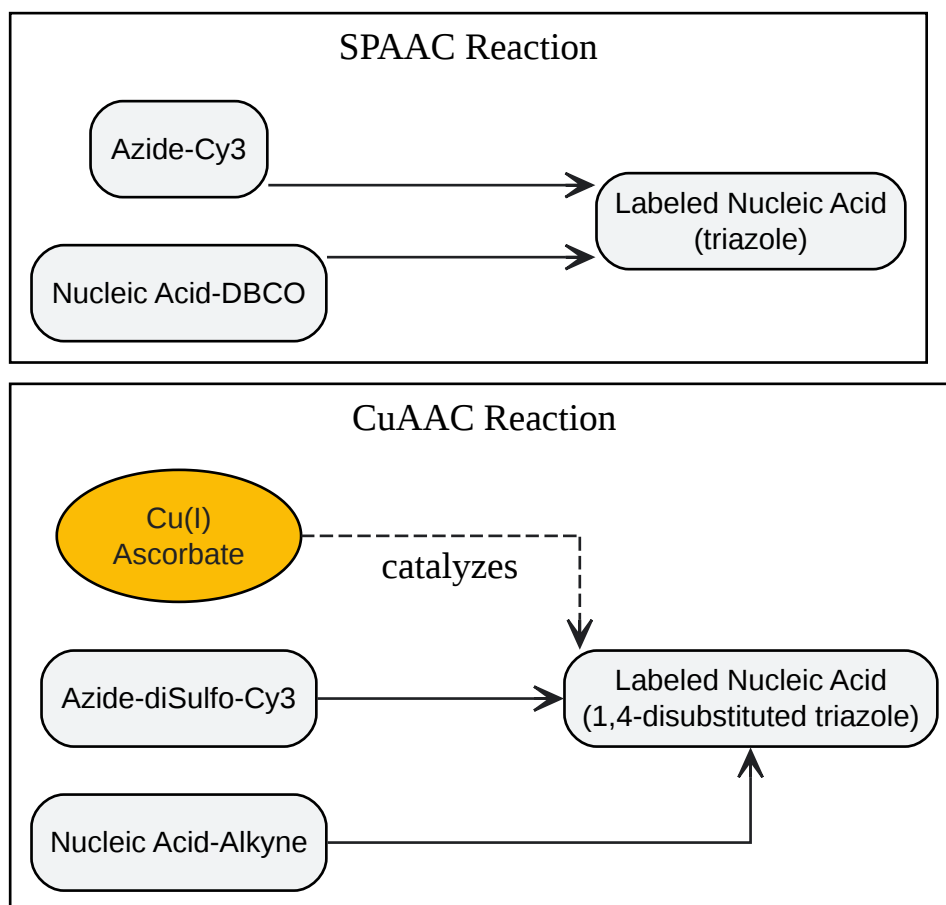 SPAAC Reaction
Azide-Cy3
Labeled Nucleic Acid
(triazole)
Nucleic Acid-DBCO
CuAAC Reaction
Cu(I)
Ascorbate
catalyzes
Azide-diSulfo-Cy3
Labeled Nucleic Acid
(1,4-disubstituted triazole)
Nucleic Acid-Alkyne